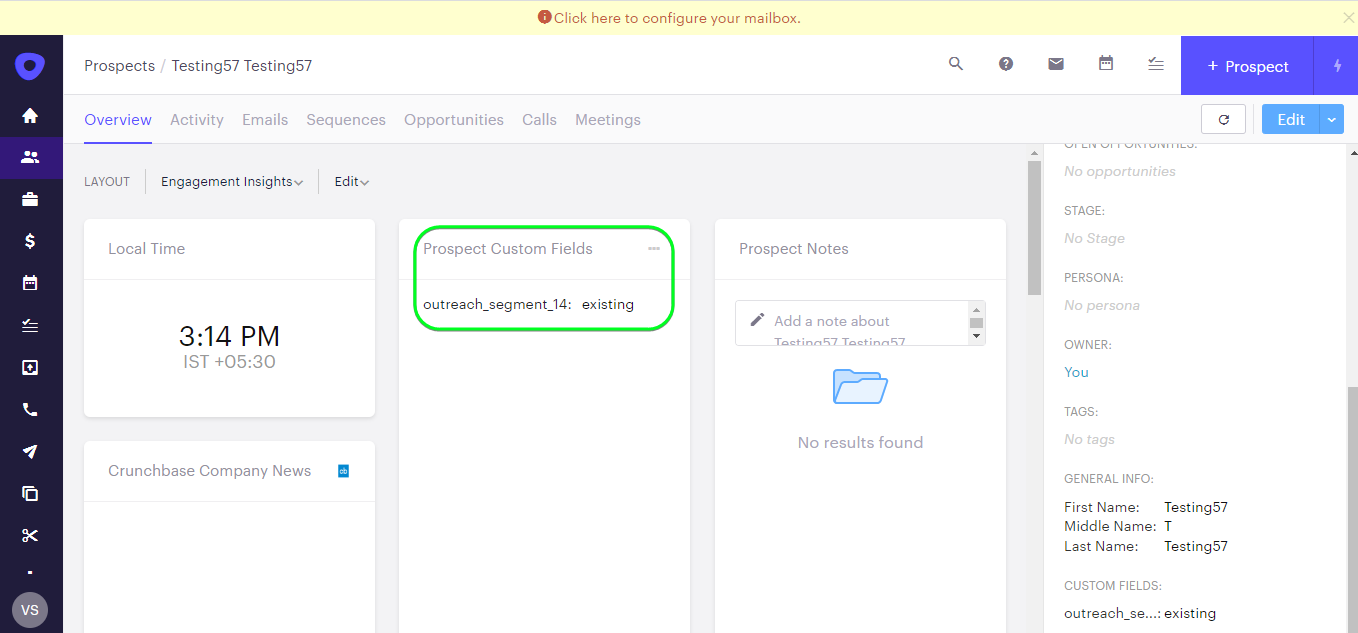 Click here to configure your mailbox.
Prospects / Testing57 Testing57
+ Prospect
Overview Activity Emails Sequences Opportunities Calls Meetings
Edit
LAYOUT Engagement Insights Edit
Local Time
3:14 PM
IST +05:30
Crunchbase Company News
cb
Prospect Custom Fields
outreach_segment_14: existing
Prospect Notes
Add a note about
Testing57 Testing57
No results found
OPEN OPPORTUNITIES:
No opportunities
STAGE:
No Stage
PERSONA:
No persona
OWNER:
You
TAGS:
No tags
GENERAL INFO:
First Name: Testing57
Middle Name: T
Last Name: Testing57
CUSTOM FIELDS:
outreach_se...: existing
VS